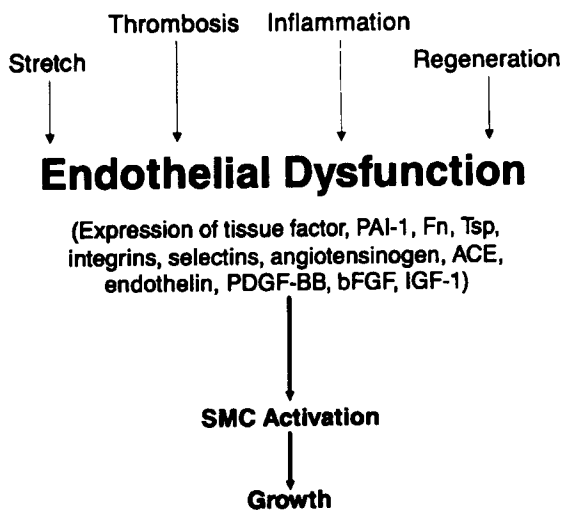 Thrombosis Inflammation
Stretch
Regeneration
Endothelial Dysfunction
(Expression of tissue factor, PAI-1, Fn, Tsp,
integrins, selectins, angiotensinogen, ACE,
endothelin, PDGF-BB, bFGF, IGF-1)
SMC Activation
Growth